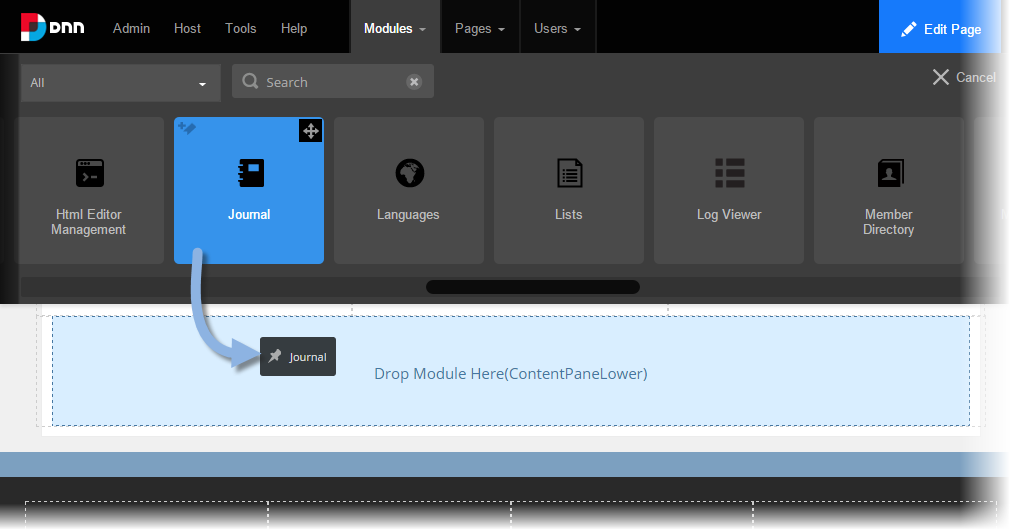 DNN Admin Host Tools Help Modules Pages Users Edit Page
All Search Cancel
Html Editor
Management
Journal
Languages
Lists
Log Viewer
Member
Directory
Journal
Drop Module Here(ContentPaneLower)